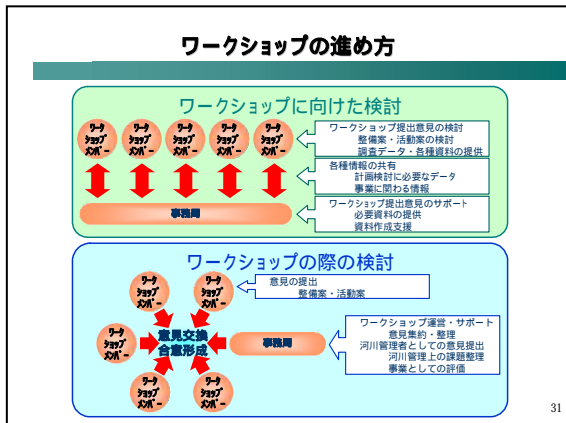 ワークショップの進め方
ワークショップに向けた検討
ワーク
ショップ
メンバー
ワーク
ショップ
メンバー
ワーク
ショップ
メンバー
ワーク
ショップ
メンバー
ワーク
ショップ
メンバー
ワークショップ提出意見の検討
整備案・活動案の検討
調査データ・各種資料の提供
各種情報の共有
計画検討に必要なデータ
事業に関わる情報
ワークショップ提出意見のサポート
必要資料の提供
資料作成支援
事務局
ワークショップの際の検討
ワーク
ショップ
メンバー
ワーク
ショップ
メンバー
意見の提出
整備案・活動案
ワーク
ショップ
メンバー
意見交換
合意形成
事務局
ワークショップ運営・サポート
意見集約・整理
河川管理者としての意見提出
河川管理上の課題整理
事業としての評価
ワーク
ショップ
メンバー
ワーク
ショップ
メンバー
31